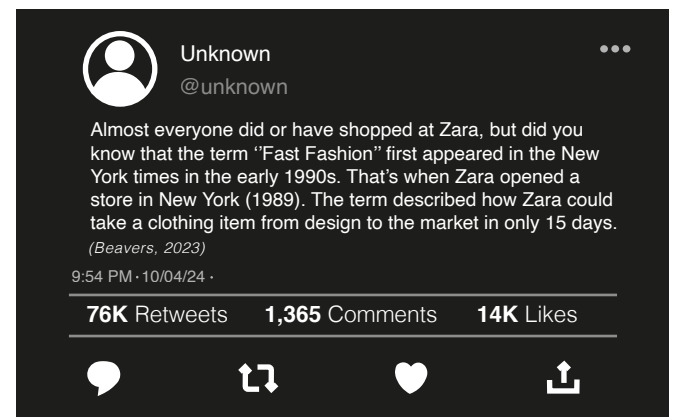 Unknown
@unknown
Almost everyone did or have shopped at Zara, but did you
know that the term ‘’Fast Fashion’’ first appeared in the New
York times in the early 1990s. That’s when Zara opened a
store in New York (1989). The term described how Zara could
take a clothing item from design to the market in only 15 days.
(Beavers, 2023)
9:54 PM · 10/04/24 ·
76K Retweets 1,365 Comments 14K Likes